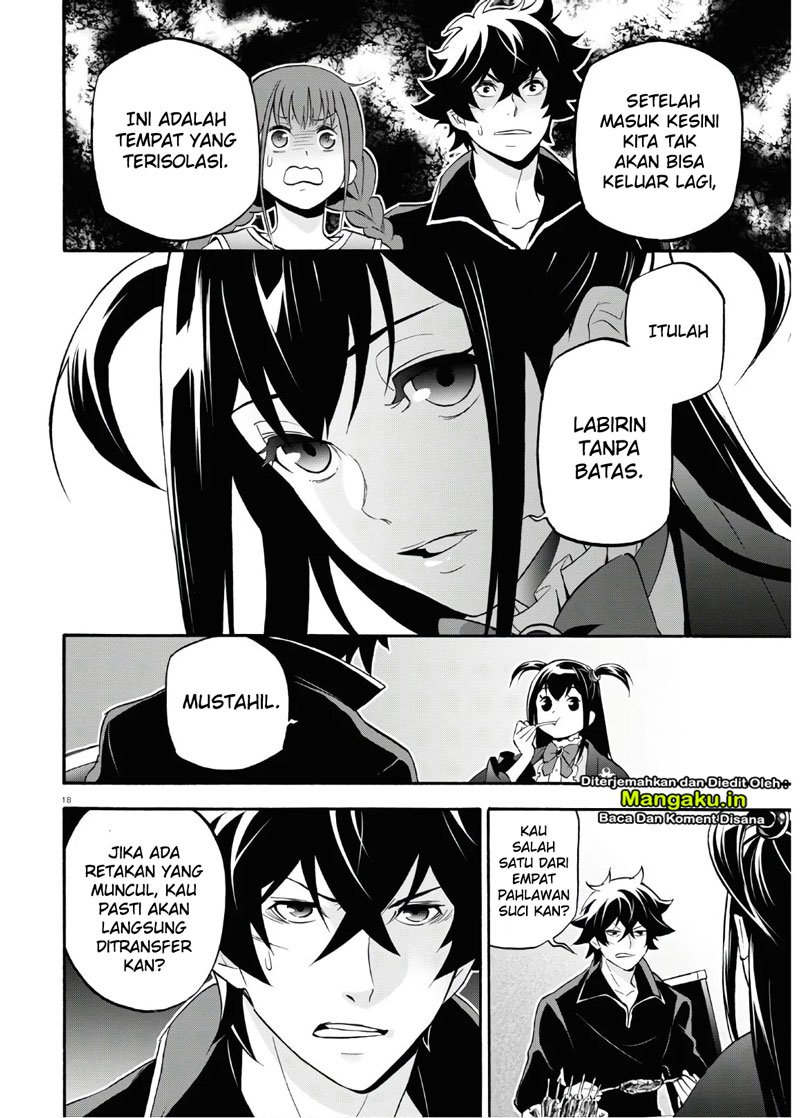 SETELAH
MASUK KESINI
KITA TAK
AKAN BISA
KELUAR LAGI,
INI ADALAH
TEMPAT YANG
TERISOLASI.
ITULAH
LABIRIN
TANPA
BATAS.
MUSTAHIL.
Diterjemahkan dan Diedit Oleh :
Mangaku.in
Baca Dan Koment Disana
18
KAU
SALAH
SATU DARI
EMPAT
PAHLAWAN
SUCI KAN?
JIKA ADA
RETAKAN YANG
MUNCUL, KAU
PASTI AKAN
LANGSUNG
DITRANSFER
KAN?